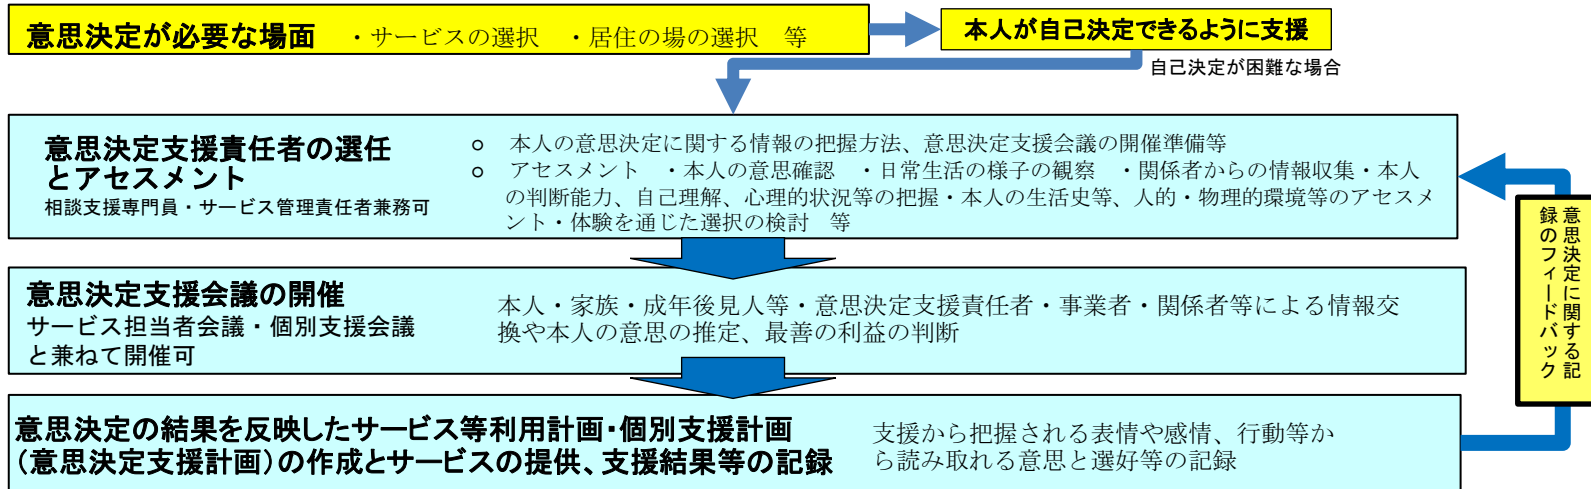 意思決定が必要な場面　・サービスの選択　・居住の場の選択　等
本人が自己決定できるように支援
自己決定が困難な場合
意思決定支援責任者の選任
とアセスメント
相談支援専門員・サービス管理責任者兼務可
○　本人の意思決定に関する情報の把握方法、意思決定支援会議の開催準備等
○　アセスメント　・本人の意思確認　・日常生活の様子の観察　・関係者からの情報収集・本人
の判断能力、自己理解、心理的状況等の把握・本人の生活史等、人的・物理的環境等のアセスメ
ント・体験を通じた選択の検討　等
意思決定支援会議の開催
サービス担当者会議・個別支援会議
と兼ねて開催可
本人・家族・成年後見人等・意思決定支援責任者・事業者・関係者等による情報交
換や本人の意思の推定、最善の利益の判断
意思決定の結果を反映したサービス等利用計画・個別支援計画
（意思決定支援計画）の作成とサービスの提供、支援結果等の記録
支援から把握される表情や感情、行動等か
ら読み取れる意思と選好等の記録
意思決定に関する記
録のフィードバック